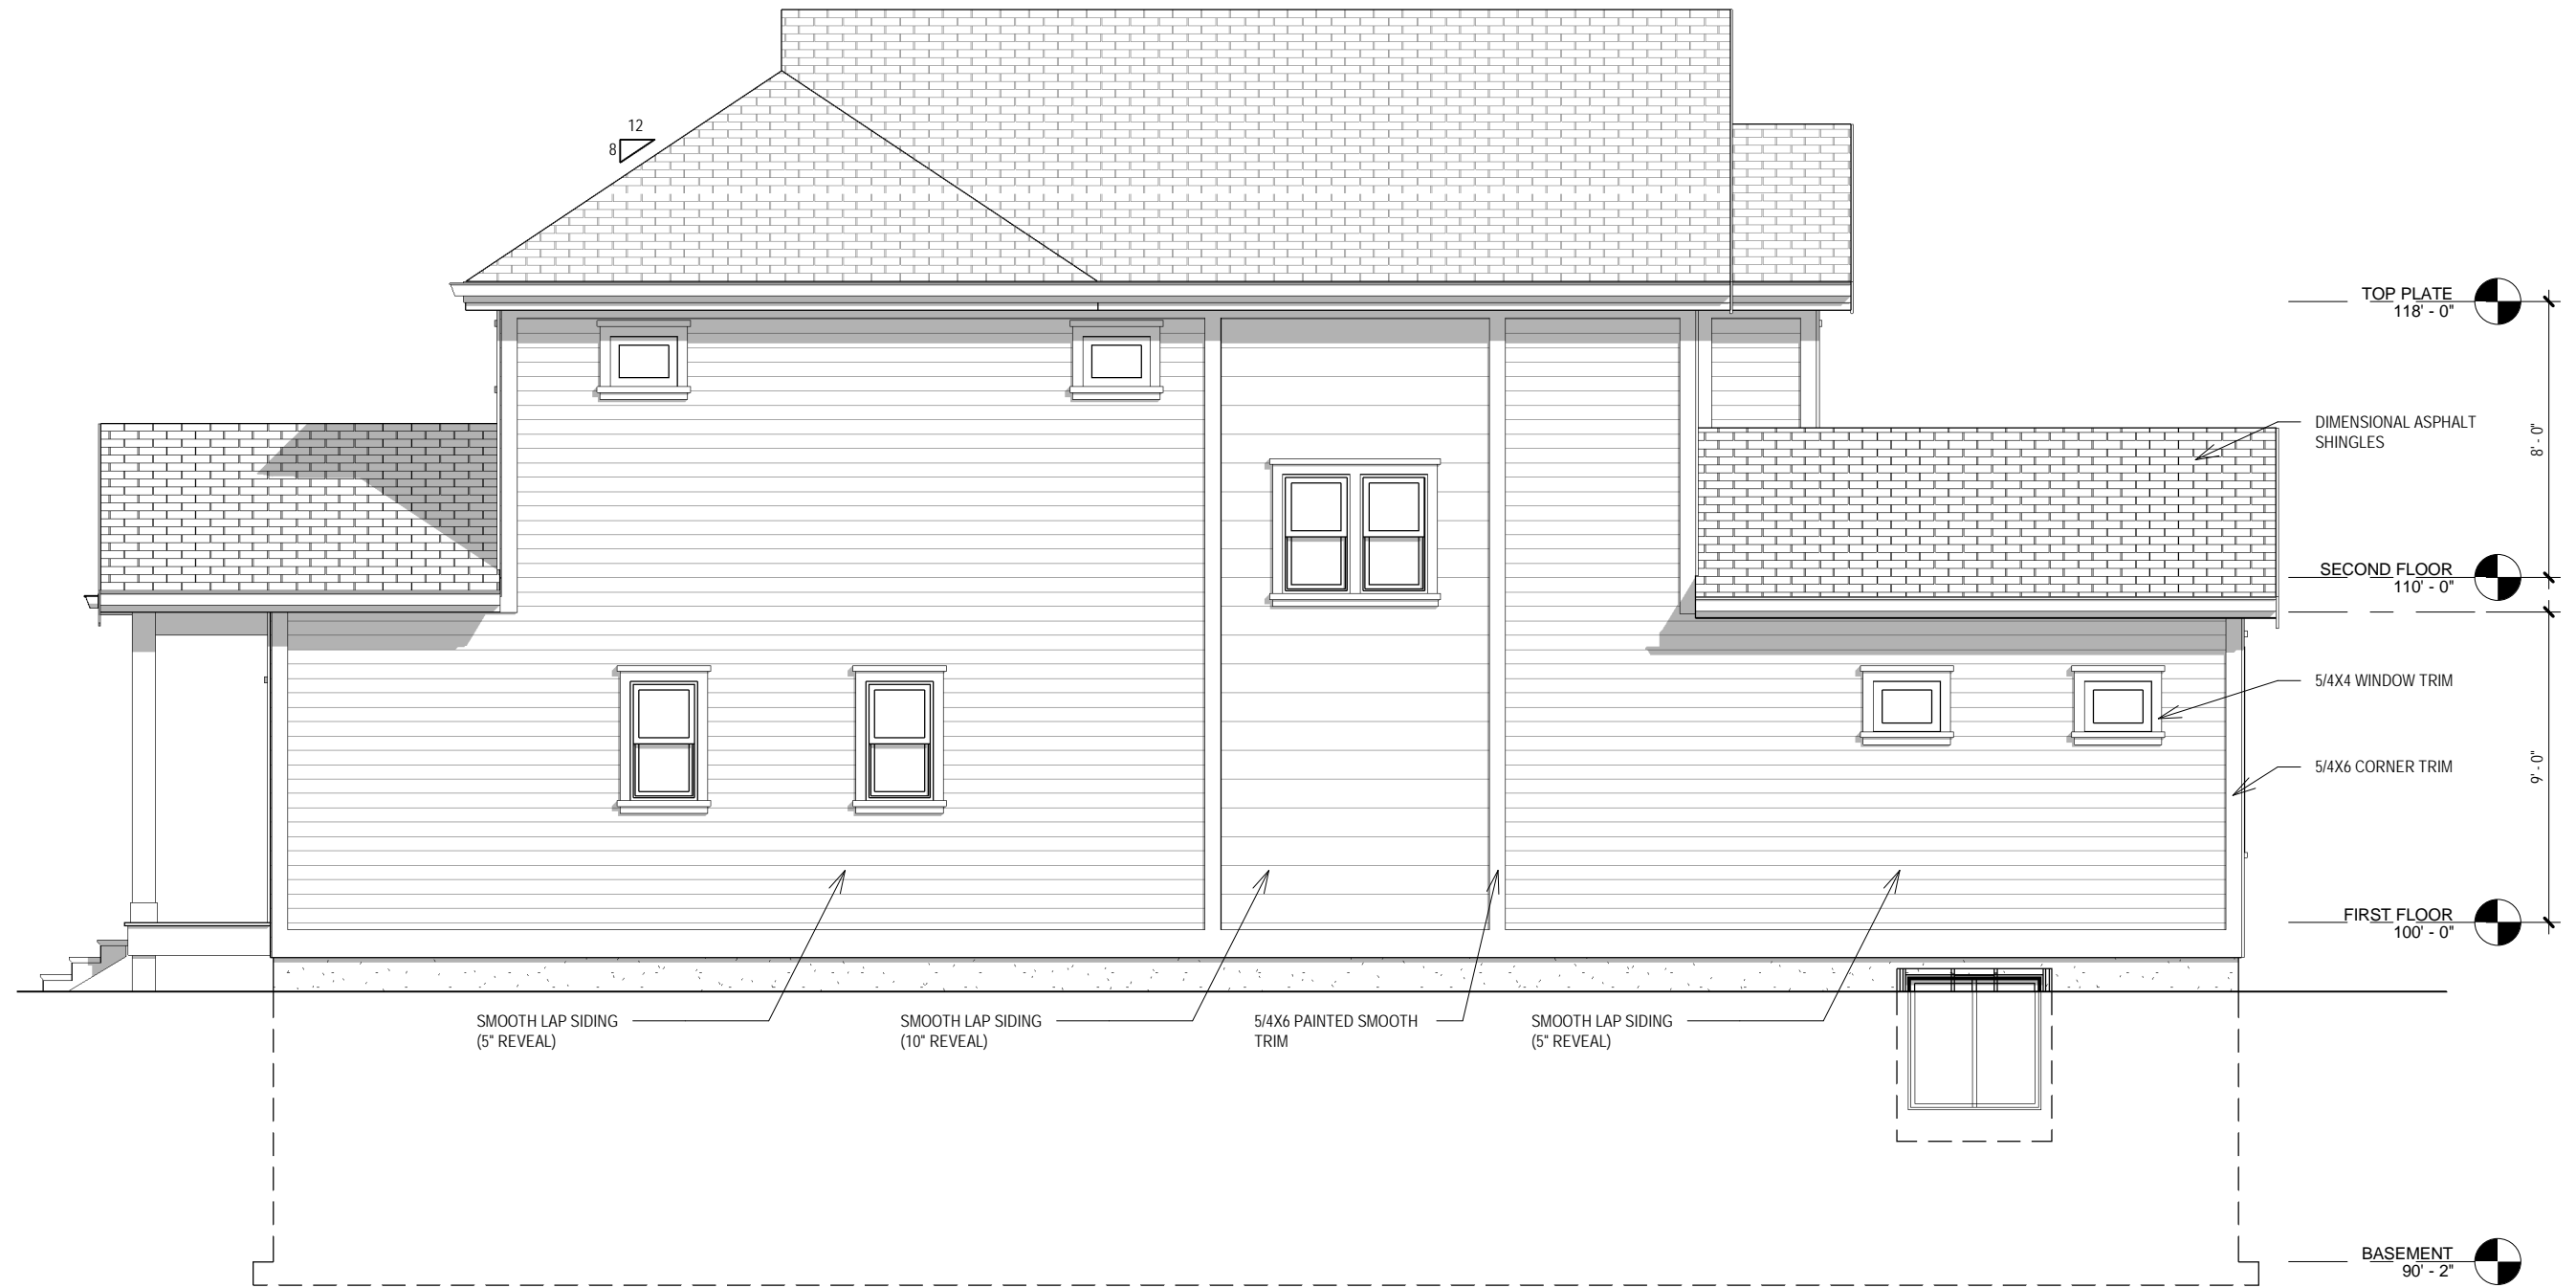 12
8
TOP PLATE
118' - 0"
DIMENSIONAL ASPHALT
SHINGLES
8' - 0"
SECOND FLOOR
110' - 0"
5/4X4 WINDOW TRIM
5/4X6 CORNER TRIM
9' - 0"
FIRST FLOOR
100' - 0"
SMOOTH LAP SIDING
(5" REVEAL)
SMOOTH LAP SIDING
(10" REVEAL)
5/4X6 PAINTED SMOOTH
TRIM
SMOOTH LAP SIDING
(5" REVEAL)
BASEMENT
90' - 2"